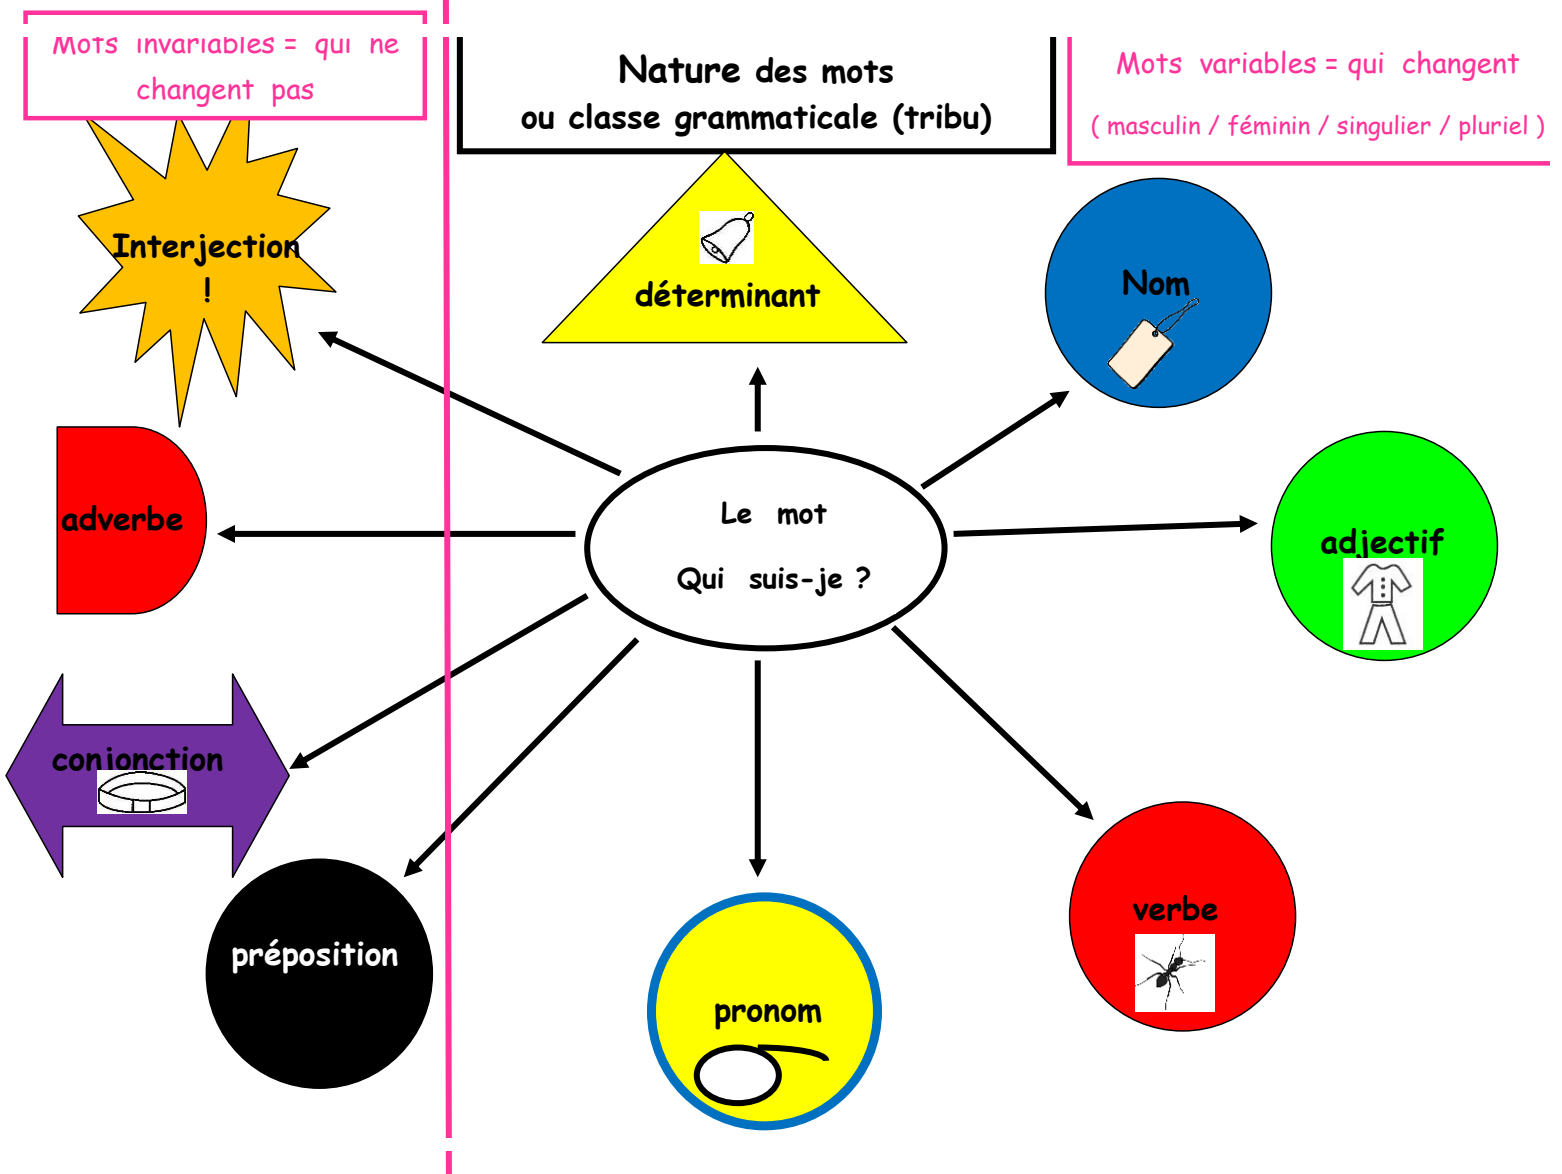 Mots invariables = qui ne
changent pas
Nature des mots
ou classe grammaticale (tribu)
Mots variables = qui changent
( masculin / féminin / singulier / pluriel )
Interjection
!
déterminant
Nom
adverbe
Le mot
Qui suis-je ?
adjectif
conjonction
préposition
pronom
verbe